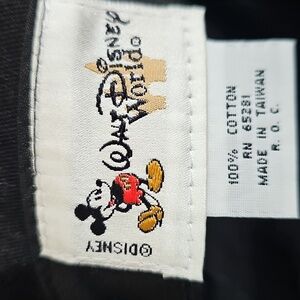 WALT DISNEY
World®
©DISNEY
100% COTTON
RN 65281
MADE IN TAIWAN
R. O. C.